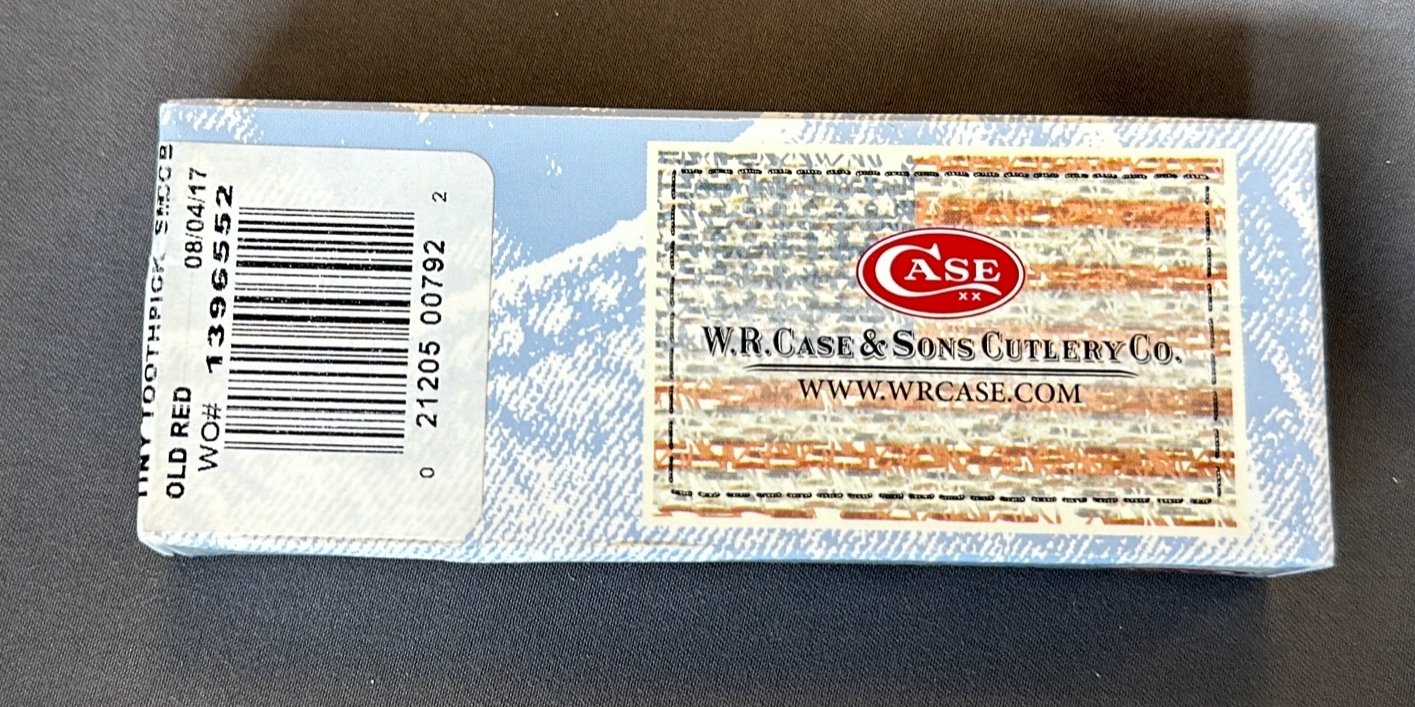 TINY TOOTHPICK SMCCB
OLD RED 08/04/17
WO# 1396552
0 21205 00792 2
CASE
XX
W.R. CASE & SONS CUTLERY CO.
WWW.WRCASE.COM